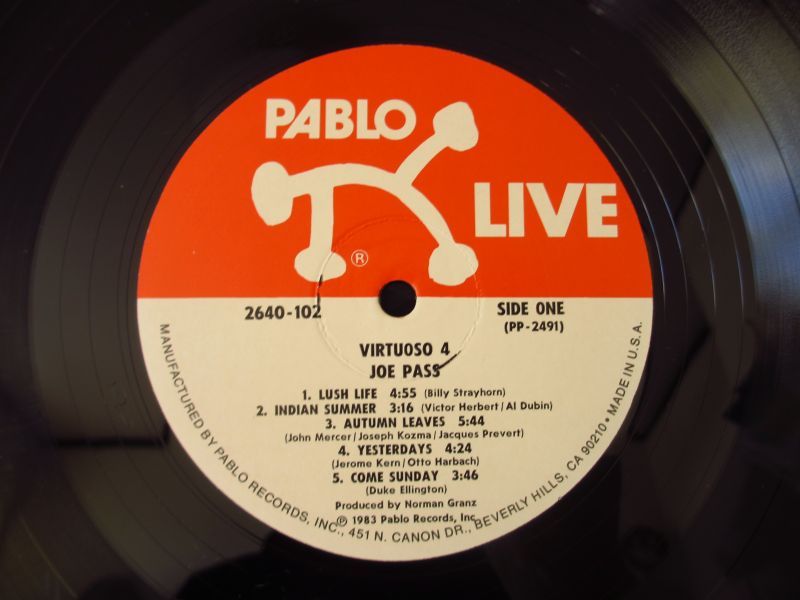 PABLO
LIVE
®
2640-102
SIDE ONE
(PP-2491)
VIRTUOSO 4
JOE PASS
1. LUSH LIFE 4:55 (Billy Strayhorn)
2. INDIAN SUMMER 3:16 (Victor Herbert/Al Dubin)
3. AUTUMN LEAVES 5:44
(John Mercer/Joseph Kozma/Jacques Prevert)
4. YESTERDAYS 4:24
(Jerome Kern/Otto Harbach)
5. COME SUNDAY 3:46
(Duke Ellington)
Produced by Norman Granz
℗ 1983 Pablo Records, Inc.
MANUFACTURED BY PABLO RECORDS, INC., 451 N. CANON DR., BEVERLY HILLS, CA 90210 • MADE IN U.S.A.